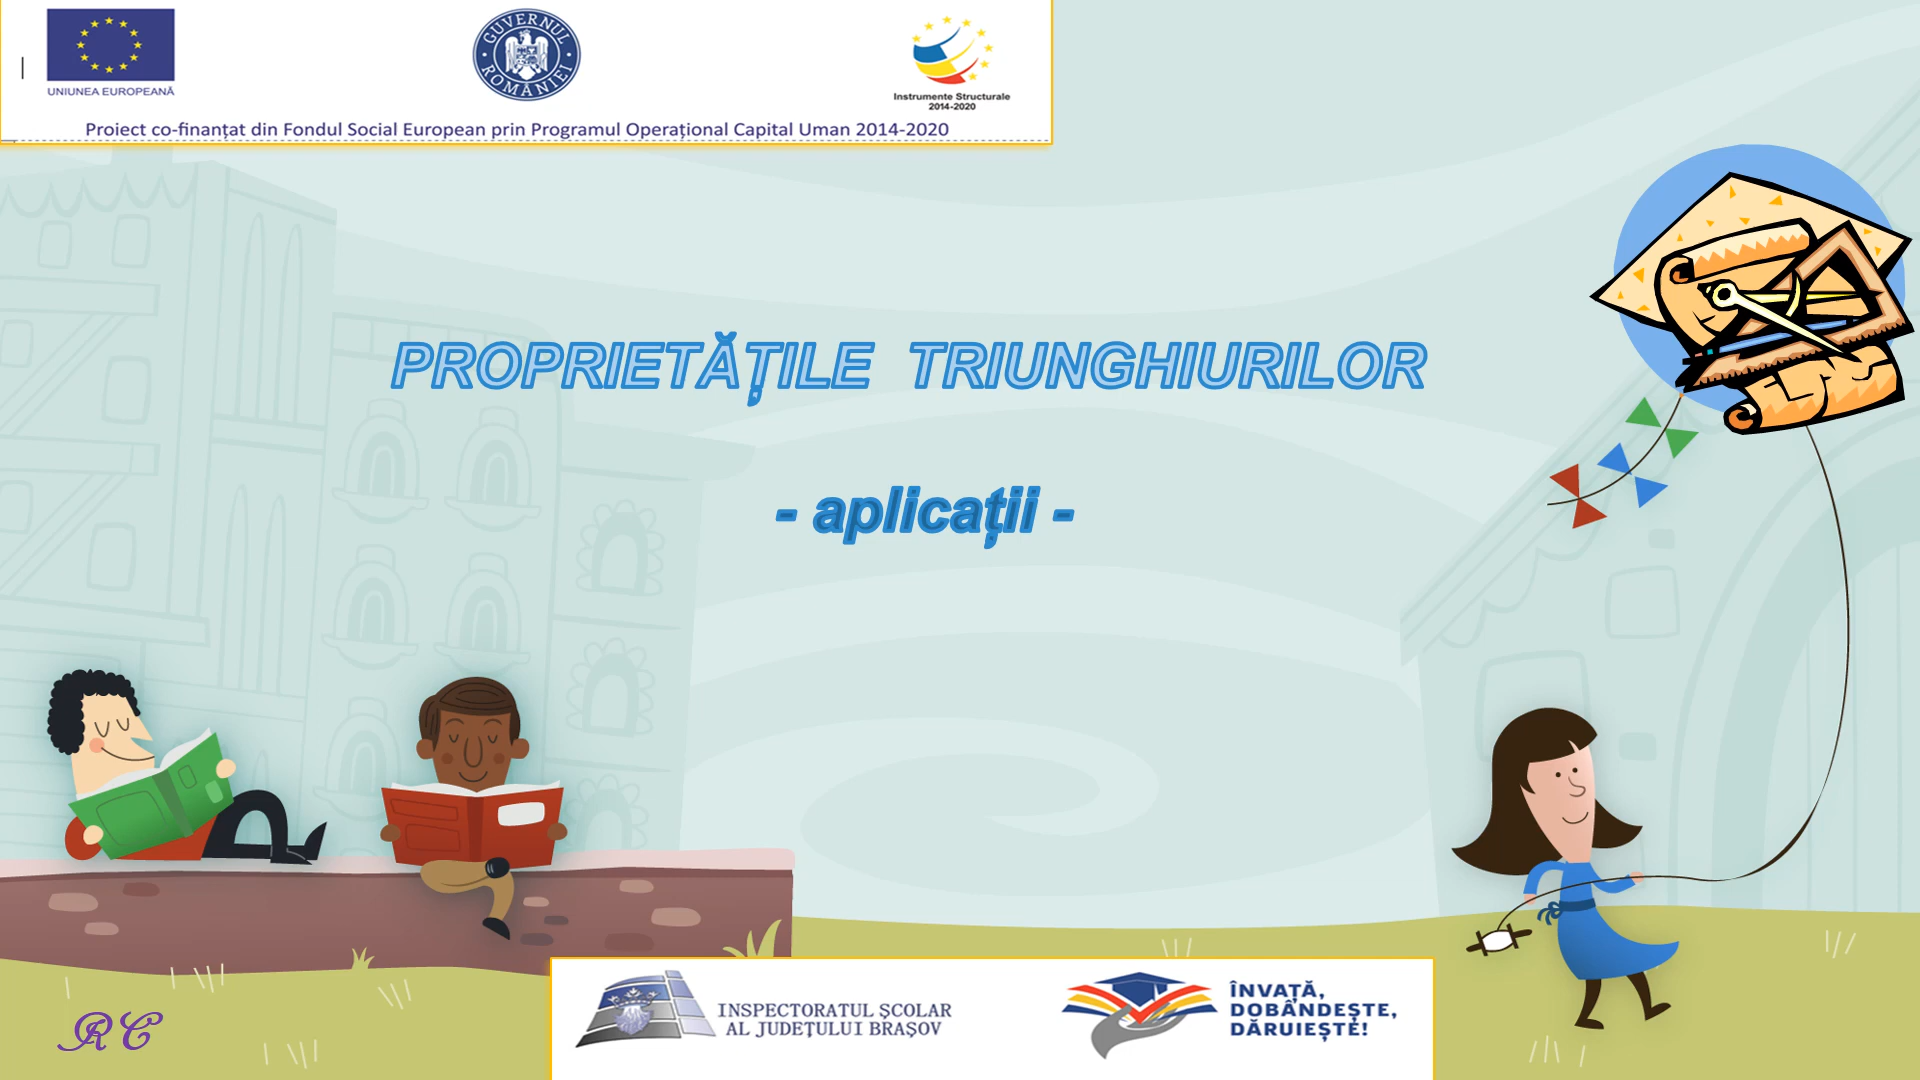 UNIUNEA EUROPEANĂ
GUVERNUL ROMÂNIEI
Instrumente Structurale
2014-2020
Proiect co-finanțat din Fondul Social European prin Programul Operațional Capital Uman 2014-2020
PROPRIETĂȚILE TRIUNGHIURILOR
- aplicații -
RC
INSPECTORATUL ȘCOLAR
AL JUDEȚULUI BRAȘOV
ÎNVAȚĂ,
DOBÂNDEȘTE,
DĂRUIEȘTE!